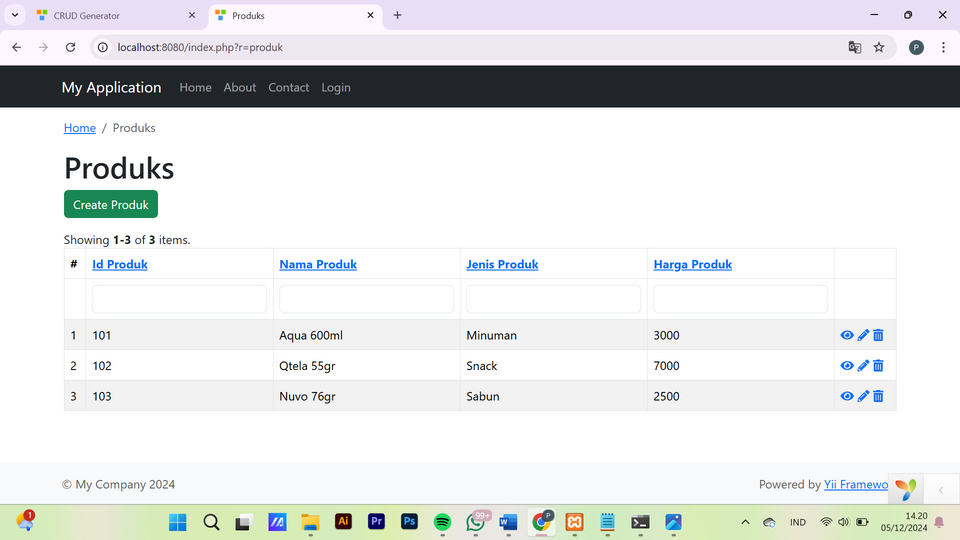 CRUD Generator
Produks
localhost:8080/index.php?r=produk
P
My Application Home About Contact Login
Home / Produks
Produks
Create Produk
Showing 1-3 of 3 items.
# Id Produk Nama Produk Jenis Produk Harga Produk
1 101 Aqua 600ml Minuman 3000
2 102 Qtela 55gr Snack 7000
3 103 Nuvo 76gr Sabun 2500
© My Company 2024 Powered by Yii Framewo
1 Ai Pr Ps 99+ W P IND 14.20
05/12/2024